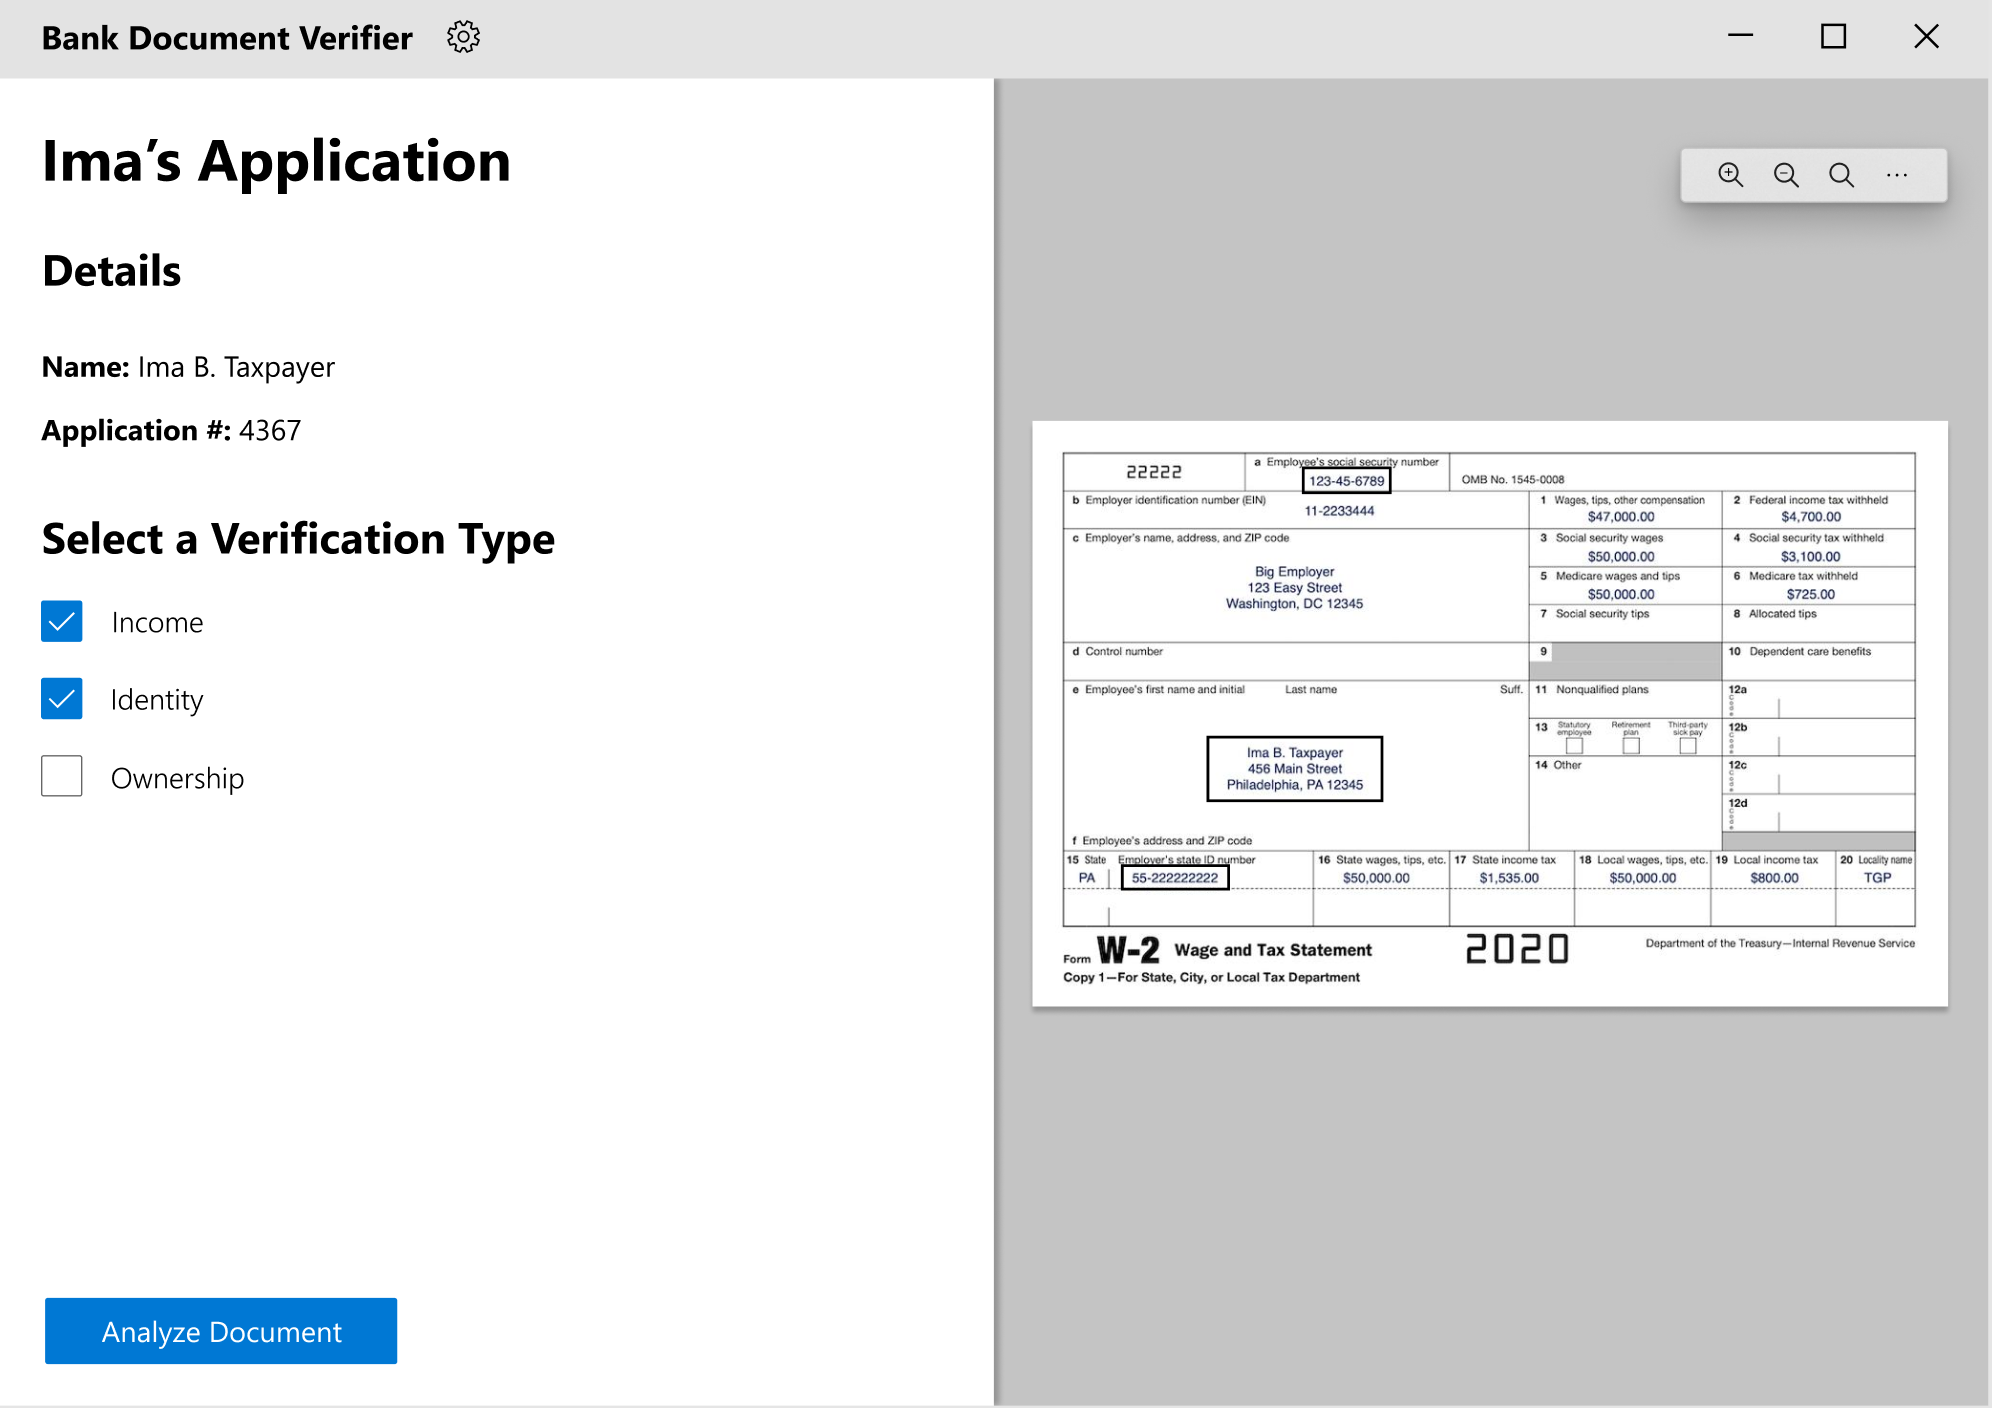 Bank Document Verifier
Ima's Application
Details
Name: Ima B. Taxpayer
Application #: 4367
Select a Verification Type
Income
Identity
Ownership
Analyze Document
22222
a Employee's social security number
123-45-6789
OMB No. 1545-0008
b Employer identification number (EIN)
11-2233444
1 Wages, tips, other compensation
$47,000.00
2 Federal income tax withheld
$4,700.00
c Employer's name, address, and ZIP code
Big Employer
123 Easy Street
Washington, DC 12345
3 Social security wages
$50,000.00
4 Social security tax withheld
$3,100.00
5 Medicare wages and tips
$50,000.00
6 Medicare tax withheld
$725.00
7 Social security tips
8 Allocated tips
d Control number
9
10 Dependent care benefits
e Employee's first name and initial
Last name
Suff.
11 Nonqualified plans
12a
Code
13 Statutory employee
Retirement plan
Third-party sick pay
12b
Code
Ima B. Taxpayer
456 Main Street
Philadelphia, PA 12345
14 Other
12c
Code
12d
Code
f Employee's address and ZIP code
15 State
Employer's state ID number
16 State wages, tips, etc.
17 State income tax
18 Local wages, tips, etc.
19 Local income tax
20 Locality name
PA
55-222222222
$50,000.00
$1,535.00
$50,000.00
$800.00
TGP
Form W-2 Wage and Tax Statement
2020
Department of the Treasury—Internal Revenue Service
Copy 1—For State, City, or Local Tax Department